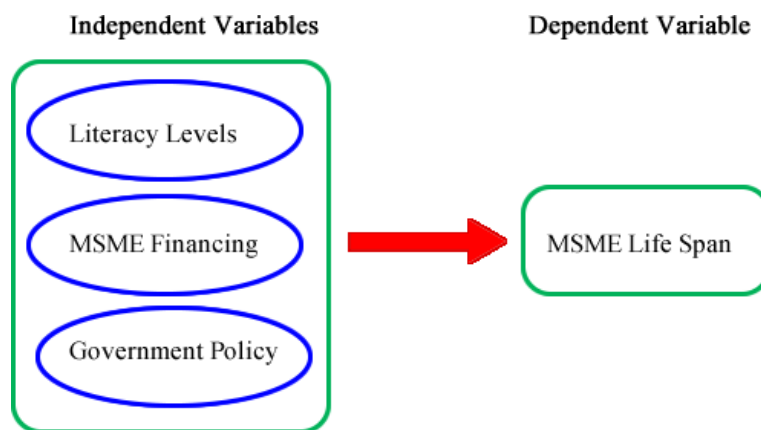 Independent Variables
Dependent Variable
Literacy Levels
MSME Financing
Government Policy
MSME Life Span